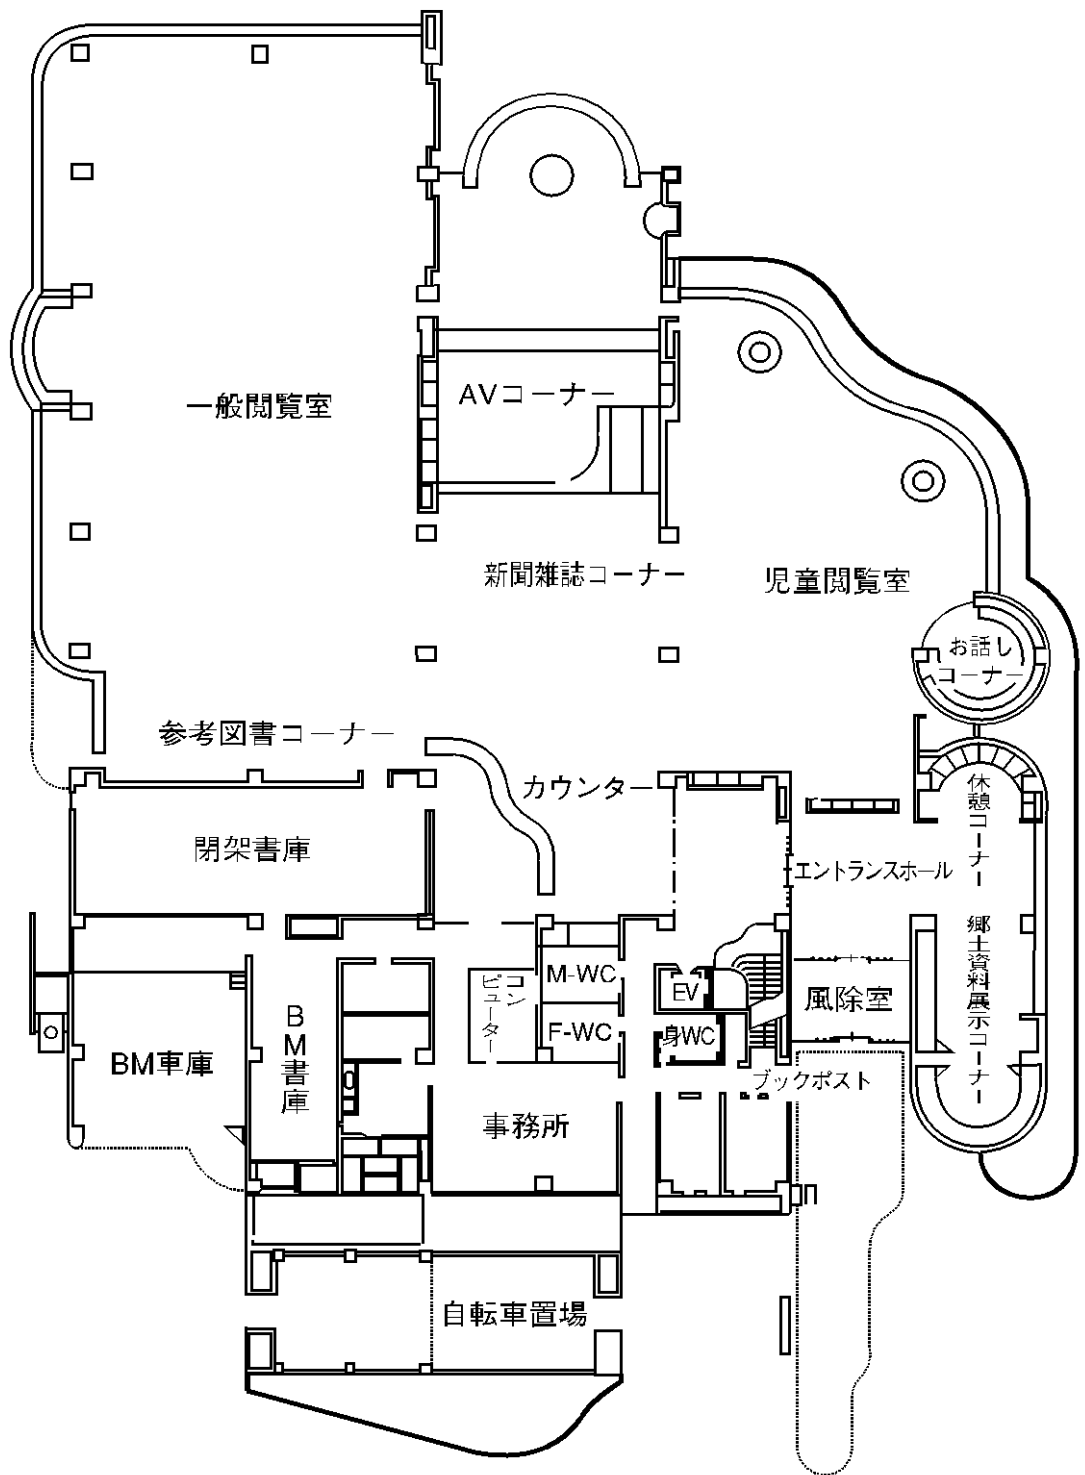 一般閲覧室
AVコーナー
新聞雑誌コーナー
児童閲覧室
お話し
コーナー
参考図書コーナー
カウンター
休憩コーナー
閉架書庫
エントランスホール
郷土資料展示コーナー
コン
ピューター
M-WC
EV
風除室
BM書庫
F-WC
身WC
BM車庫
ブックポスト
事務所
自転車置場